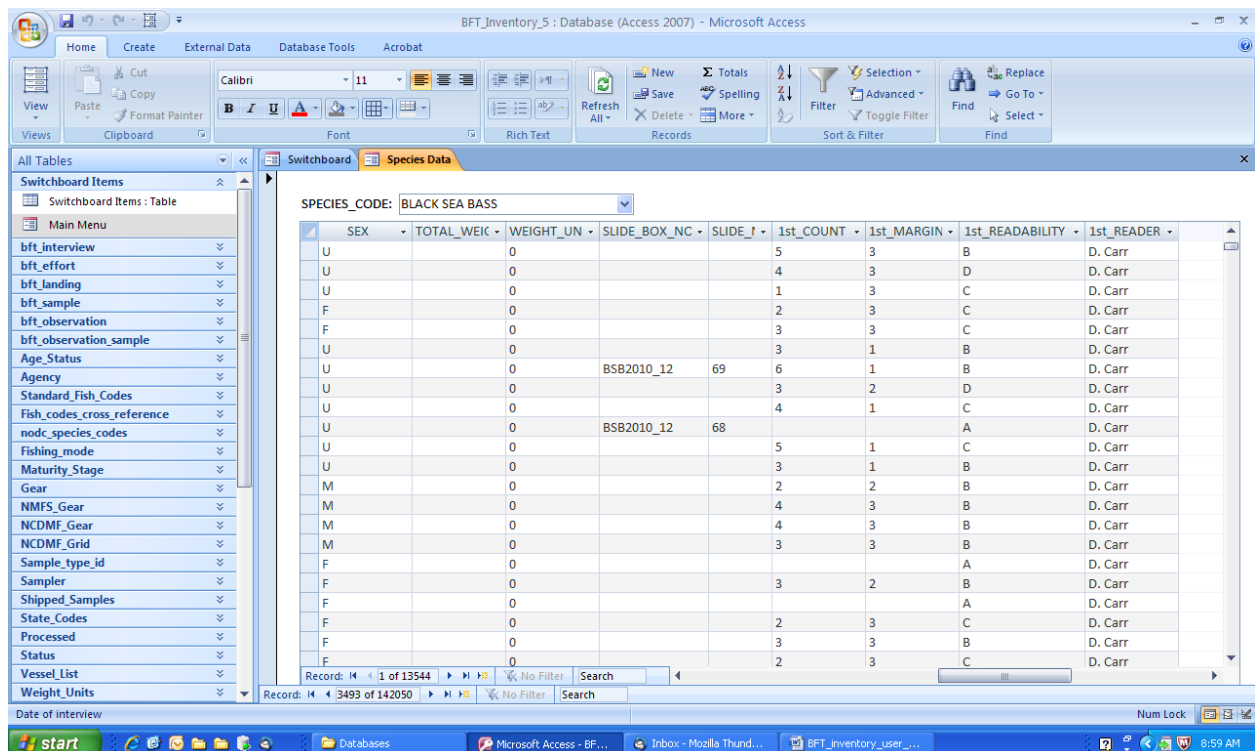 BFT_Inventory_5 : Database (Access 2007) - Microsoft Access
Home Create External Data Database Tools Acrobat
View
Views
Paste
Cut
Copy
Format Painter
Clipboard
Calibri 11
B I U A
Font
Rich Text
Refresh All
New Save Delete
Totals Spelling More
Records
Filter
Selection
Advanced
Toggle Filter
Sort & Filter
Find
Replace
Go To
Select
Find
All Tables
Switchboard Items
Switchboard Items : Table
Main Menu
bft_interview
bft_effort
bft_landing
bft_sample
bft_observation
bft_observation_sample
Age_Status
Agency
Standard_Fish_Codes
Fish_codes_cross_reference
nodc_species_codes
Fishing_mode
Maturity_Stage
Gear
NMFS_Gear
NCDMF_Gear
NCDMF_Grid
Sample_type_id
Sampler
Shipped_Samples
State_Codes
Processed
Status
Vessel_List
Weight_Units
Switchboard Species Data
SPECIES_CODE: BLACK SEA BASS
SEX TOTAL_WEIG WEIGHT_UN SLIDE_BOX_NC SLIDE_N 1st_COUNT 1st_MARGIN 1st_READABILITY 1st_READER
U 0 5 3 B D. Carr
U 0 4 3 D D. Carr
U 0 1 3 C D. Carr
F 0 2 3 C D. Carr
F 0 3 3 C D. Carr
U 0 3 1 B D. Carr
U 0 BSB2010_12 69 6 1 B D. Carr
U 0 3 2 D D. Carr
U 0 4 1 C D. Carr
U 0 BSB2010_12 68 A D. Carr
U 0 5 1 C D. Carr
U 0 3 1 B D. Carr
M 0 2 2 B D. Carr
M 0 4 3 B D. Carr
M 0 4 3 B D. Carr
M 0 3 3 B D. Carr
F 0 A D. Carr
F 0 3 2 B D. Carr
F 0 A D. Carr
F 0 2 3 C D. Carr
F 0 3 3 B D. Carr
F 0 2 3 C D. Carr
Record: 1 of 13544 No Filter Search
Record: 3493 of 142050 No Filter Search
Date of interview Num Lock
start Databases Microsoft Access - BF... Inbox - Mozilla Thund... BFT_inventory_user_... 8:59 AM